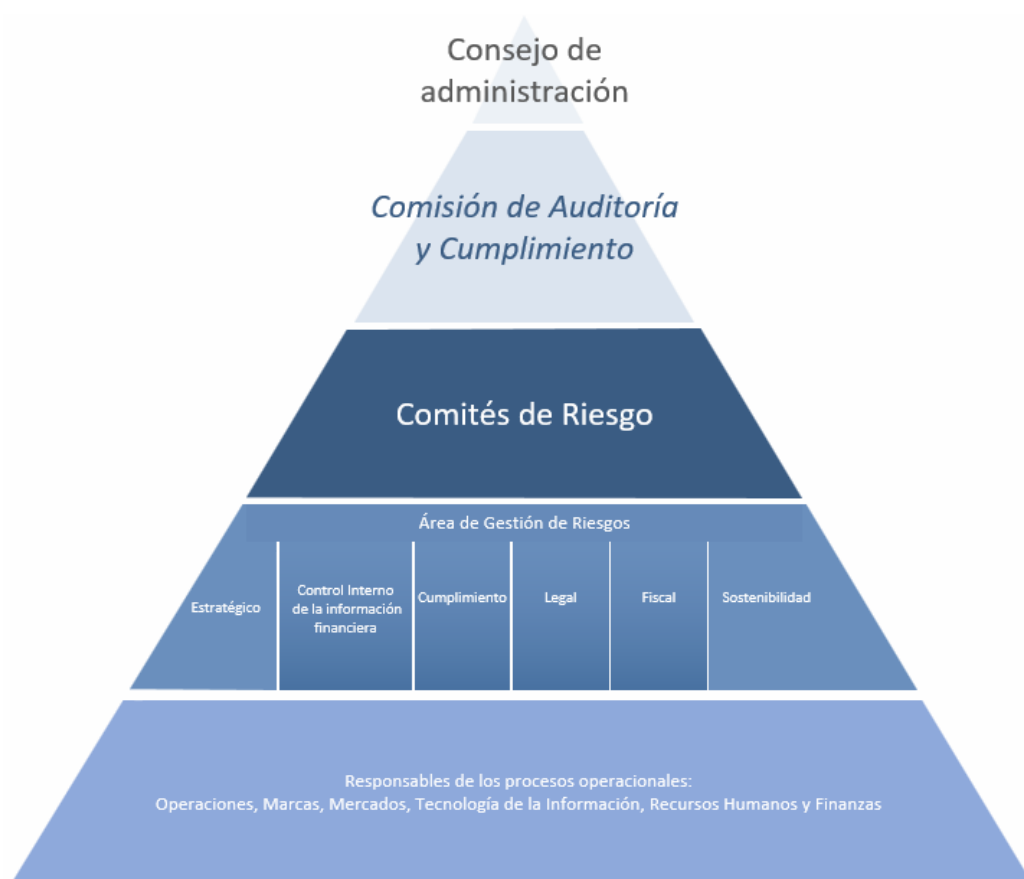 Consejo de
administración
Comisión de Auditoría
y Cumplimiento
Comités de Riesgo
Área de Gestión de Riesgos
Estratégico
Control Interno
de la información
financiera
Cumplimiento
Legal
Fiscal
Sostenibilidad
Responsables de los procesos operacionales:
Operaciones, Marcas, Mercados, Tecnología de la Información, Recursos Humanos y Finanzas